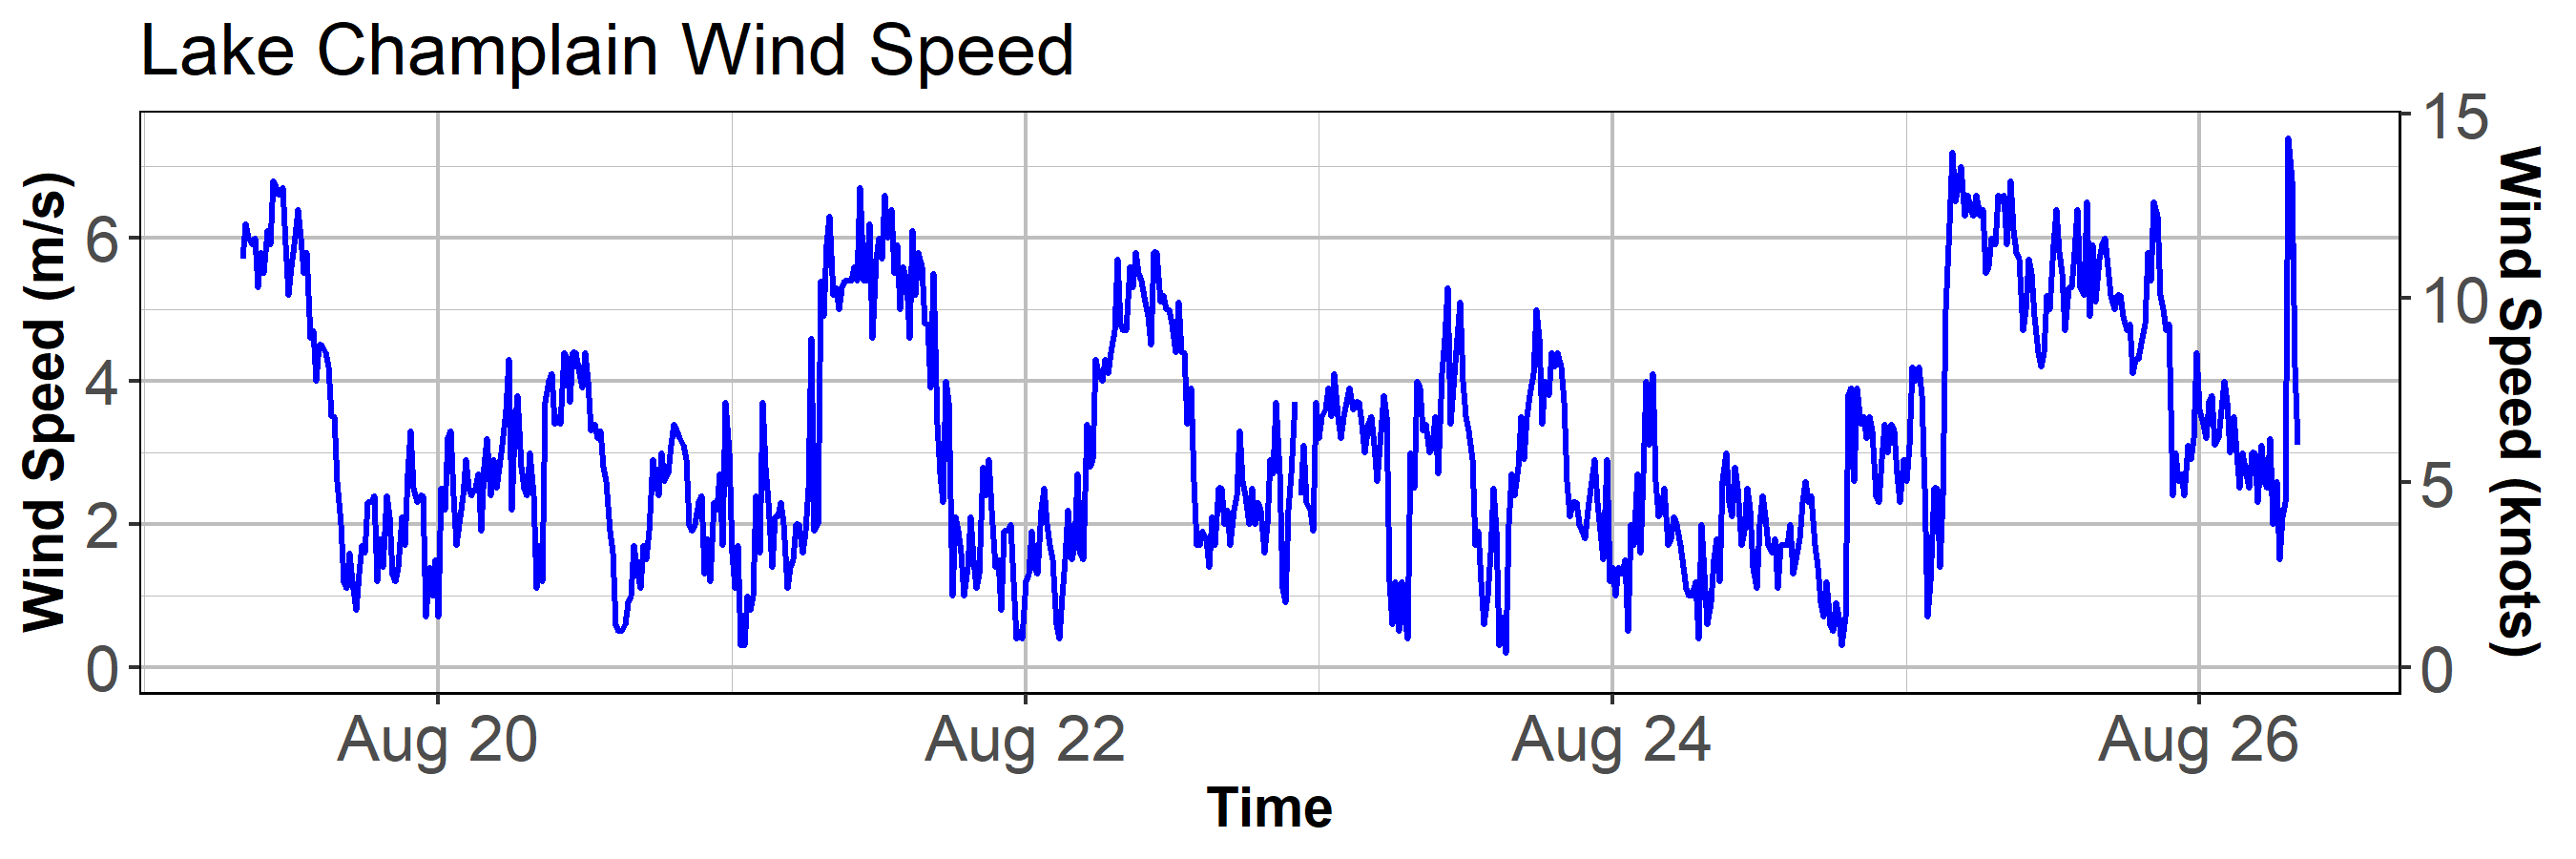 Lake Champlain Wind Speed
Wind Speed (m/s)
6
4
2
0
15
10
5
0
Wind Speed (knots)
Aug 20
Aug 22
Aug 24
Aug 26
Time